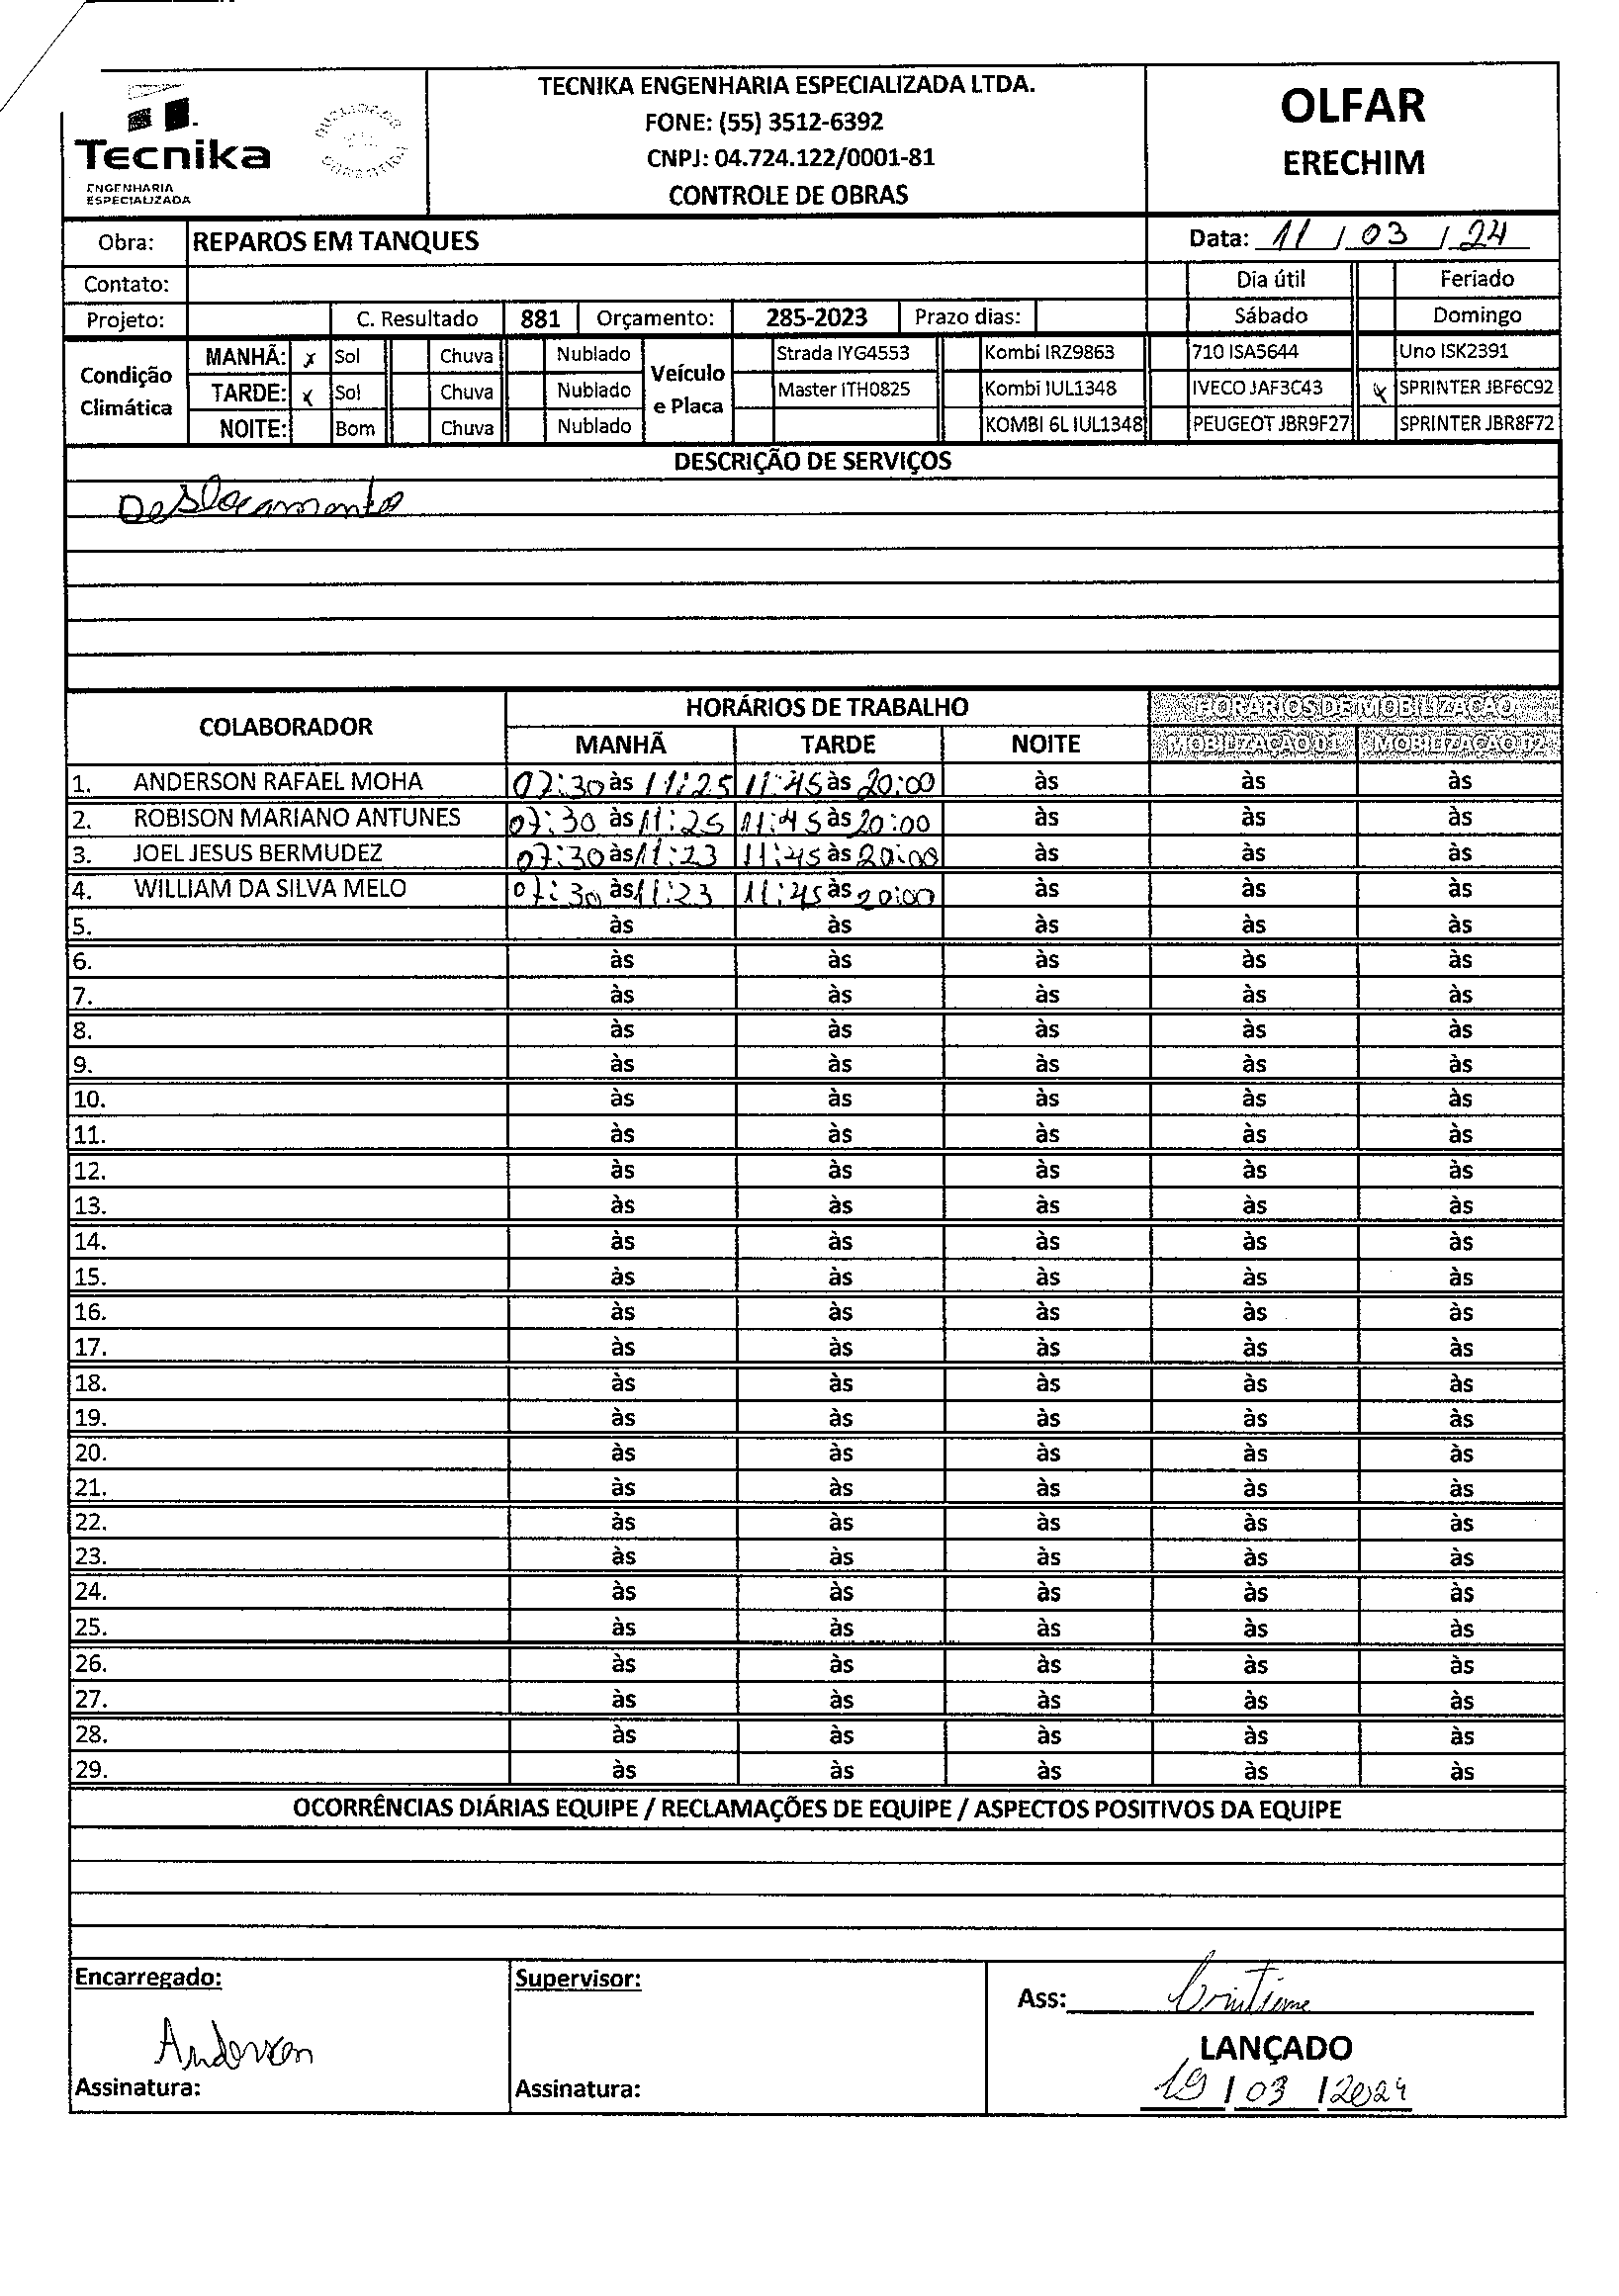 TECNIKA ENGENHARIA ESPECIALIZADA LTDA.
FONE: (55) 3512-6392
CNPJ: 04.724.122/0001-81
CONTROLE DE OBRAS
Tecnika
ENGENHARIA
ESPECIALIZADA
OLFAR
ERECHIM
Obra: REPAROS EM TANQUES Data: 11 / 03 / 24
Contato: Dia útil Feriado
Projeto: C. Resultado 881 Orçamento: 285-2023 Prazo dias: Sábado Domingo
Condição Climática
MANHÃ: x Sol Chuva Nublado
TARDE: x Sol Chuva Nublado
NOITE: Bom Chuva Nublado
Veículo e Placa
Strada IYG4553 Kombi IRZ9863 710 ISA5644 Uno ISK2391
Master ITH0825 Kombi IUL1348 IVECO JAF3C43 x SPRINTER JBF6C92
KOMBI 6L IUL1348 PEUGEOT JBR9F27 SPRINTER JBR8F72
DESCRIÇÃO DE SERVIÇOS
Deslocamento
COLABORADOR HORÁRIOS DE TRABALHO HORÁRIOS DE MOBILIZAÇÃO
MANHÃ TARDE NOITE MOBILIZAÇÃO 01 MOBILIZAÇÃO 02
1. ANDERSON RAFAEL MOHA 07:30 às 11:25 11:45 às 20:00 às às às
2. ROBISON MARIANO ANTUNES 07:30 às 11:25 11:45 às 20:00 às às às
3. JOEL JESUS BERMUDEZ 07:30 às 11:23 11:45 às 20:00 às às às
4. WILLIAM DA SILVA MELO 07:30 às 11:23 11:45 às 20:00 às às às
5. às às às às às
6. às às às às às
7. às às às às às
8. às às às às às
9. às às às às às
10. às às às às às
11. às às às às às
12. às às às às às
13. às às às às às
14. às às às às às
15. às às às às às
16. às às às às às
17. às às às às às
18. às às às às às
19. às às às às às
20. às às às às às
21. às às às às às
22. às às às às às
23. às às às às às
24. às às às às às
25. às às às às às
26. às às às às às
27. às às às às às
28. às às às às às
29. às às às às às
OCORRÊNCIAS DIÁRIAS EQUIPE / RECLAMAÇÕES DE EQUIPE / ASPECTOS POSITIVOS DA EQUIPE
Encarregado: Supervisor: Ass:
Anderson
LANÇADO
Assinatura: Assinatura: 19 / 03 / 2024